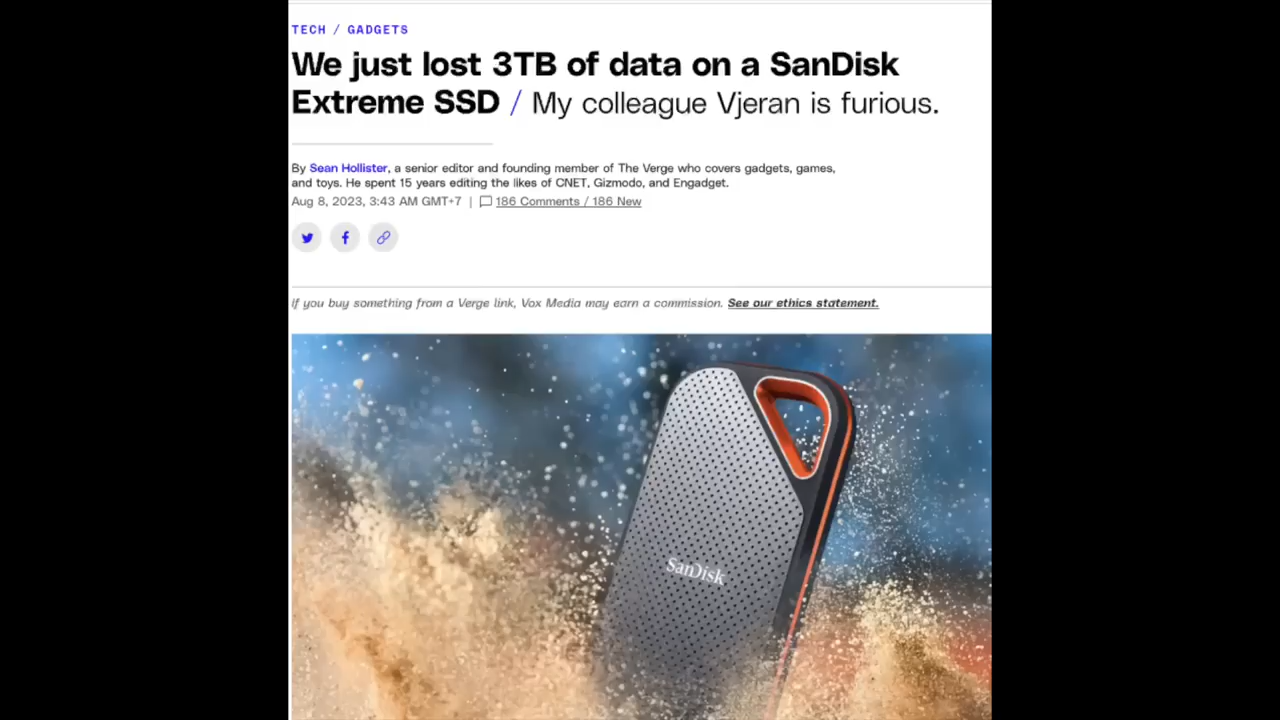 TECH / GADGETS
We just lost 3TB of data on a SanDisk
Extreme SSD / My colleague Vjeran is furious.
By Sean Hollister, a senior editor and founding member of The Verge who covers gadgets, games,
and toys. He spent 15 years editing the likes of CNET, Gizmodo, and Engadget.
Aug 8, 2023, 3:43 AM GMT+7 | 186 Comments / 186 New
If you buy something from a Verge link, Vox Media may earn a commission. See our ethics statement.
SanDisk